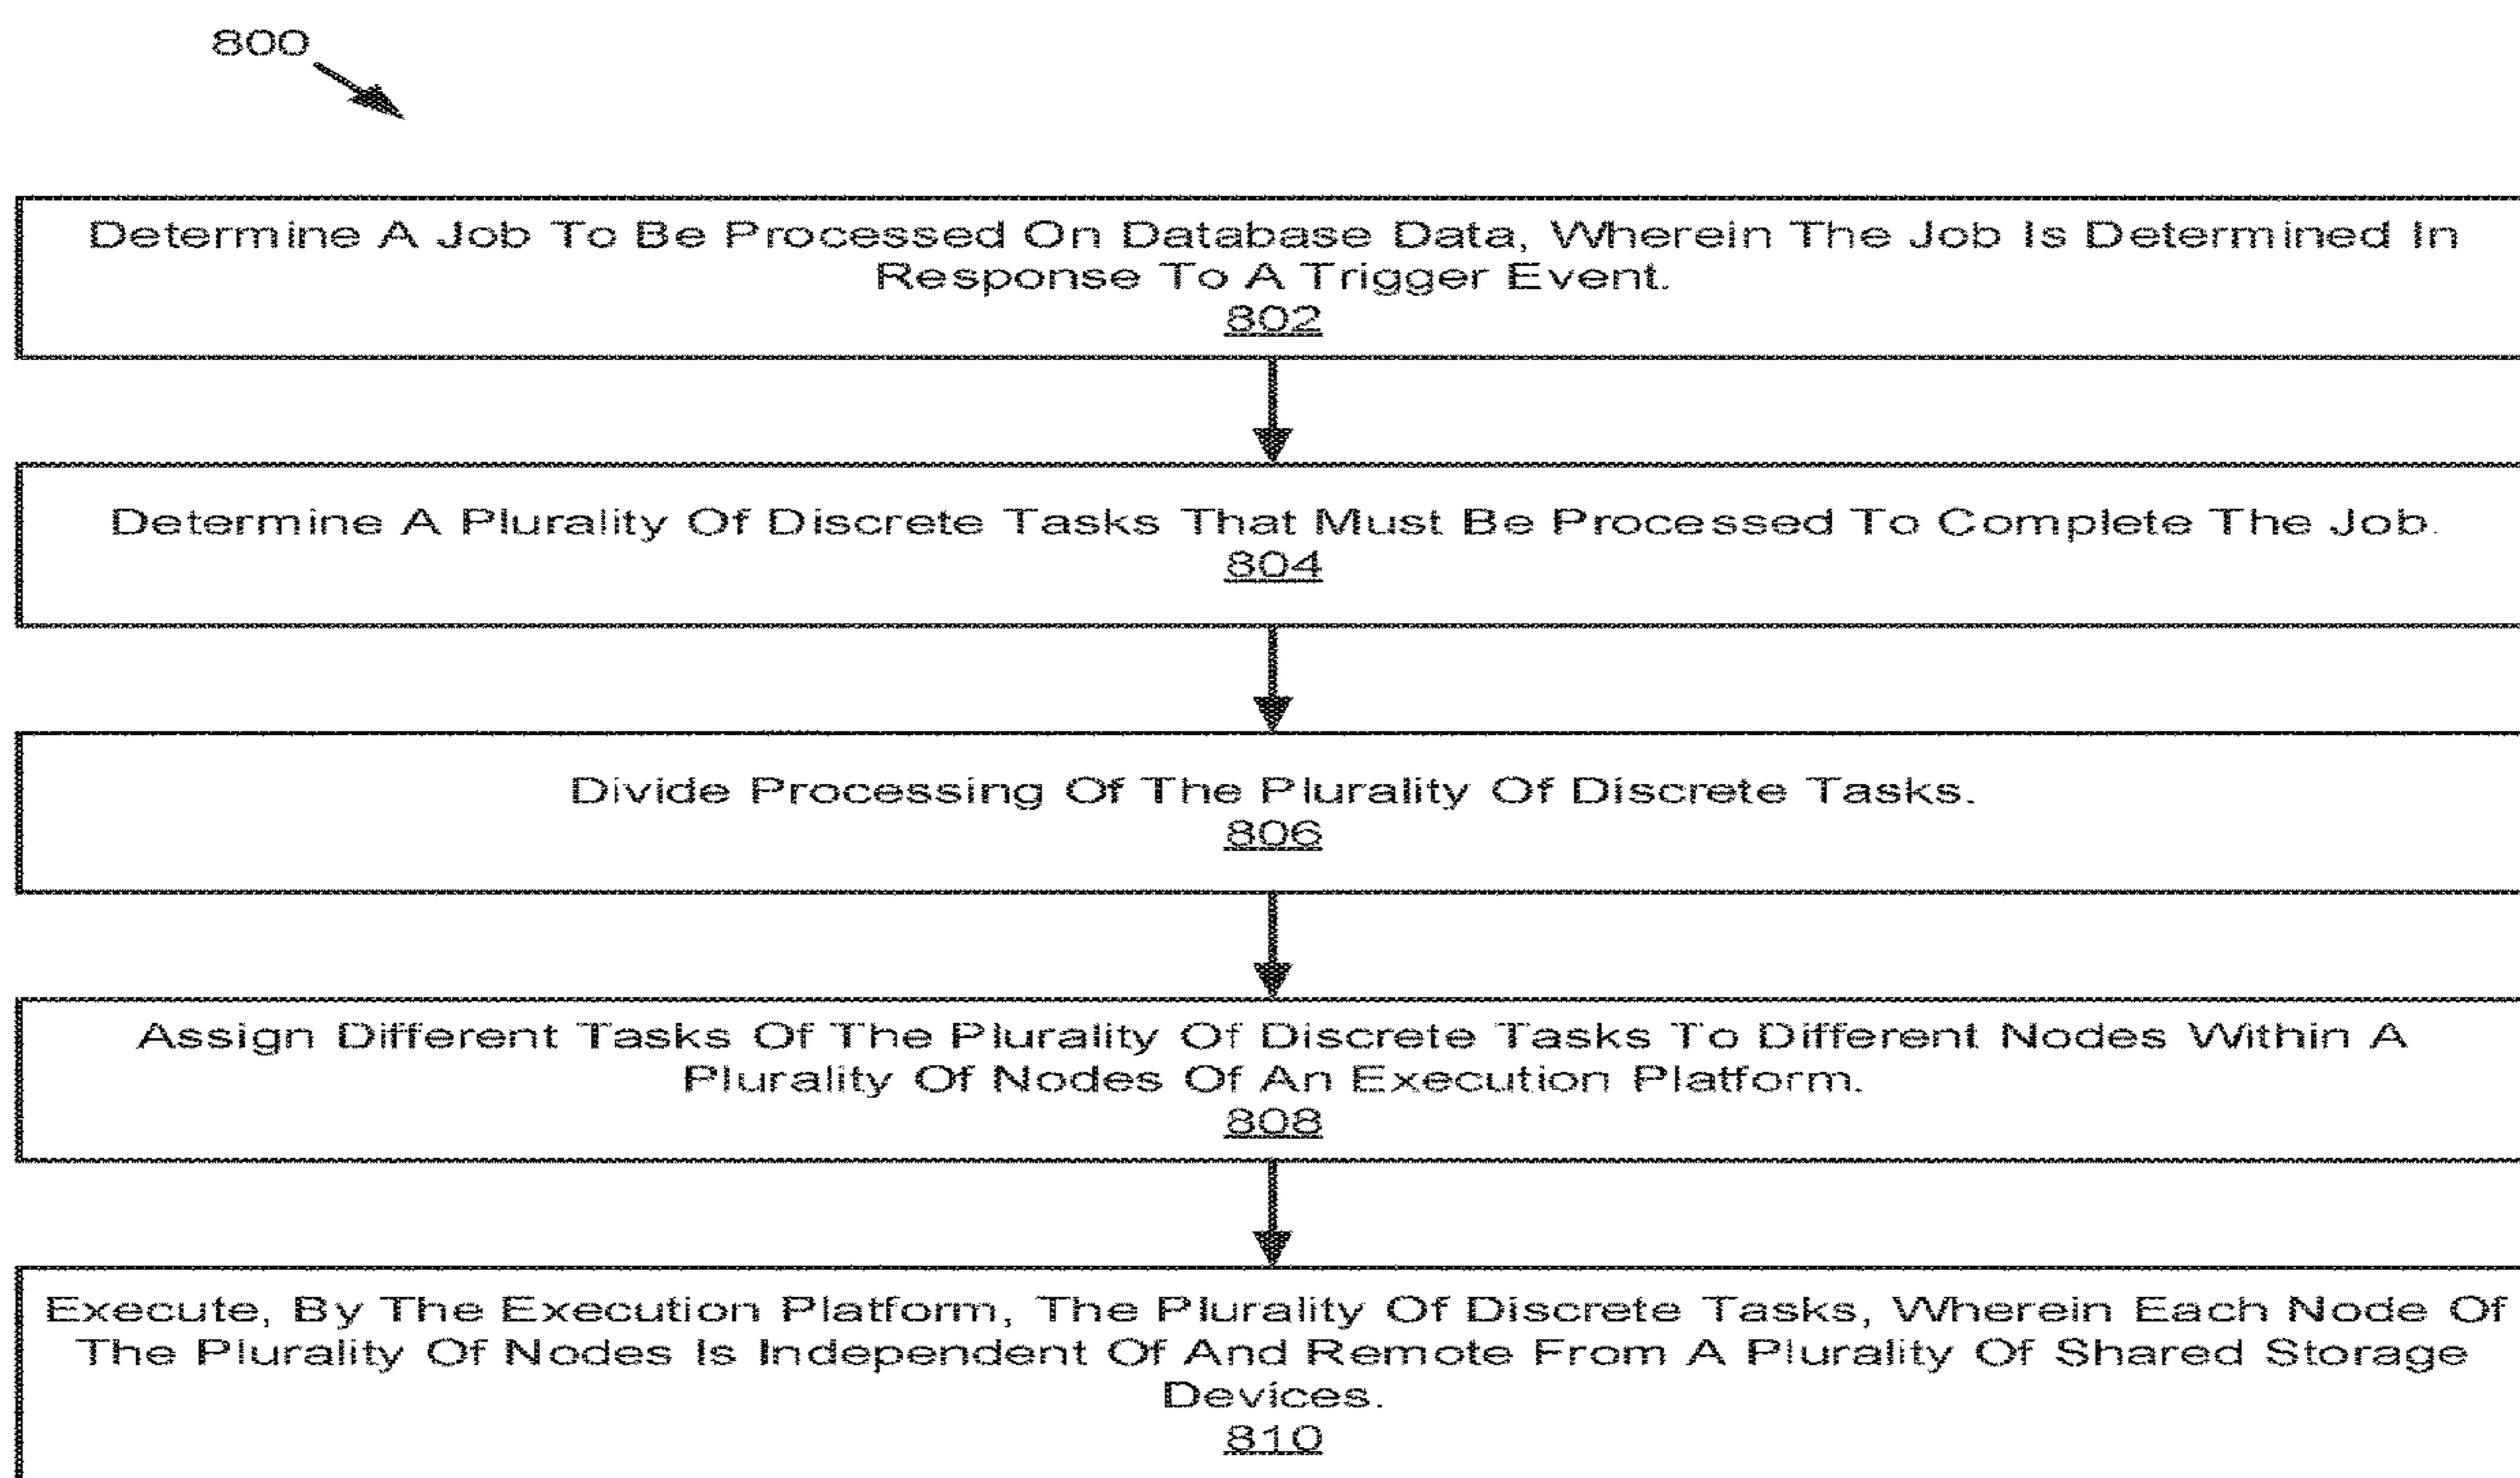 800
Determine A Job To Be Processed On Database Data, Wherein The Job Is Determined In
Response To A Trigger Event.
802
Determine A Plurality Of Discrete Tasks That Must Be Processed To Complete The Job.
804
Divide Processing Of The Plurality Of Discrete Tasks.
806
Assign Different Tasks Of The Plurality Of Discrete Tasks To Different Nodes Within A
Plurality Of Nodes Of An Execution Platform.
808
Execute, By The Execution Platform, The Plurality Of Discrete Tasks, Wherein Each Node Of
The Plurality Of Nodes Is Independent Of And Remote From A Plurality Of Shared Storage
Devices.
810